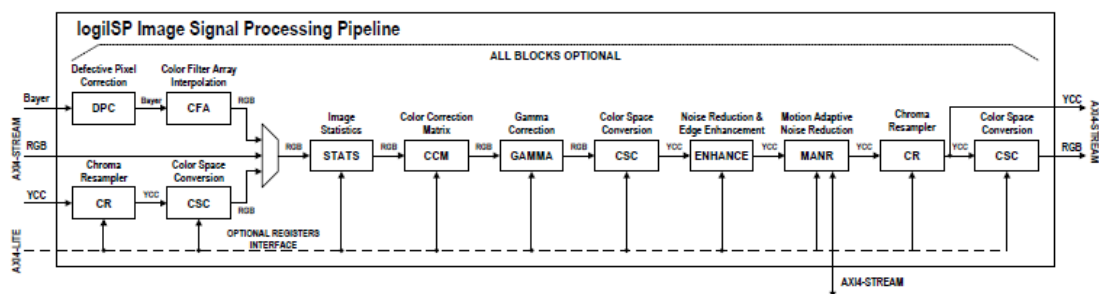 logiISP Image Signal Processing Pipeline
ALL BLOCKS OPTIONAL
Defective Pixel
Correction
Color Filter Array
Interpolation
Bayer
DPC
Bayer
CFA
RGB
AXI4-STREAM
RGB
Chroma
Resampler
Color Space
Conversion
YCC
CR
YCC
CSC
RGB
RGB
Image
Statistics
STATS
RGB
Color Correction
Matrix
CCM
RGB
Gamma
Correction
GAMMA
RGB
Color Space
Conversion
CSC
YCC
Noise Reduction &
Edge Enhancement
ENHANCE
YCC
Motion Adaptive
Noise Reduction
MANR
YCC
Chroma
Resampler
CR
YCC
Color Space
Conversion
CSC
YCC
RGB
AXI4-STREAM
AXI4-LITE
OPTIONAL REGISTERS
INTERFACE
AXI4-STREAM